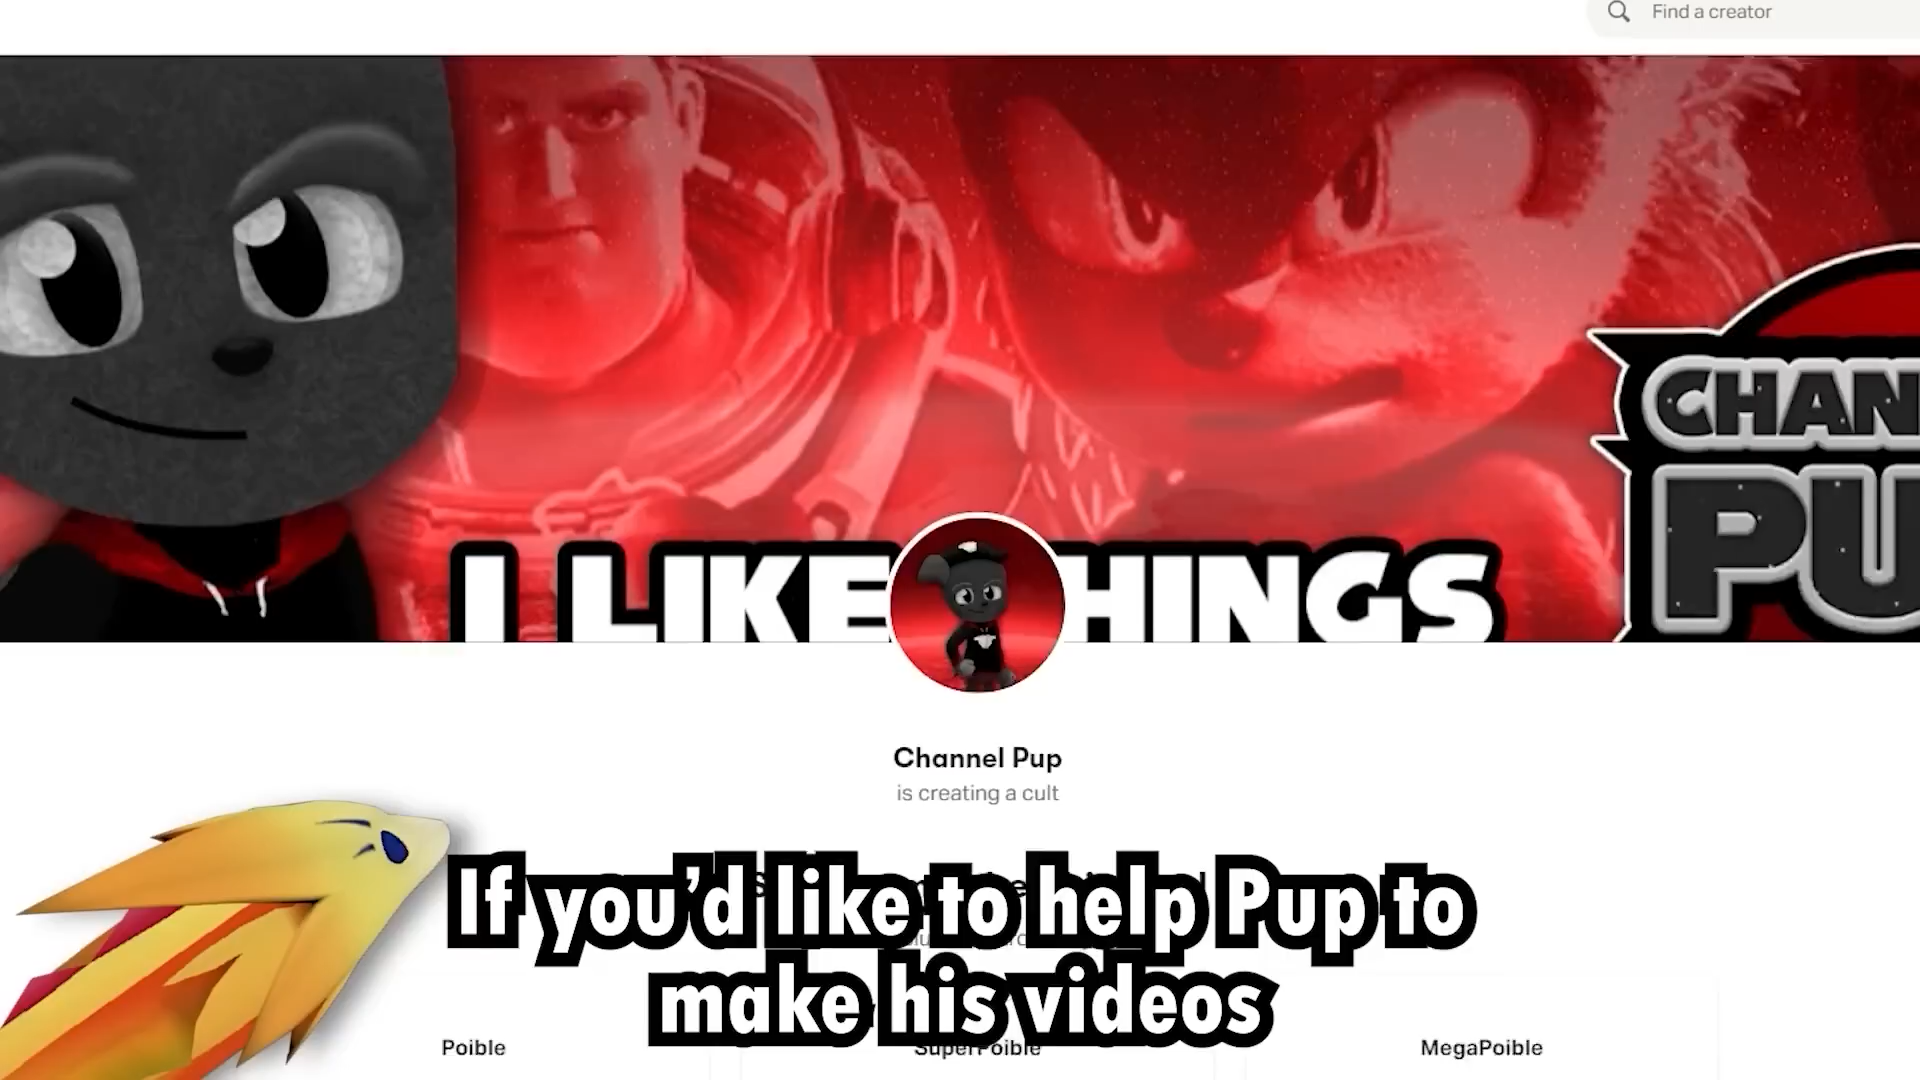 Find a creator
CHAN
PU
I LIKE HINGS
Channel Pup
is creating a cult
If you'd like to help Pup to
make his videos
Poible
SuperPoible
MegaPoible